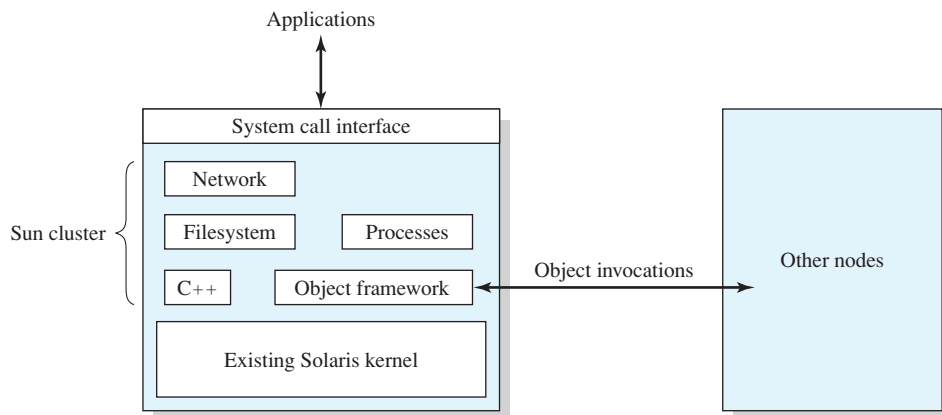 Applications
System call interface
Network
Sun cluster
Filesystem
Processes
C++
Object framework
Object invocations
Other nodes
Existing Solaris kernel